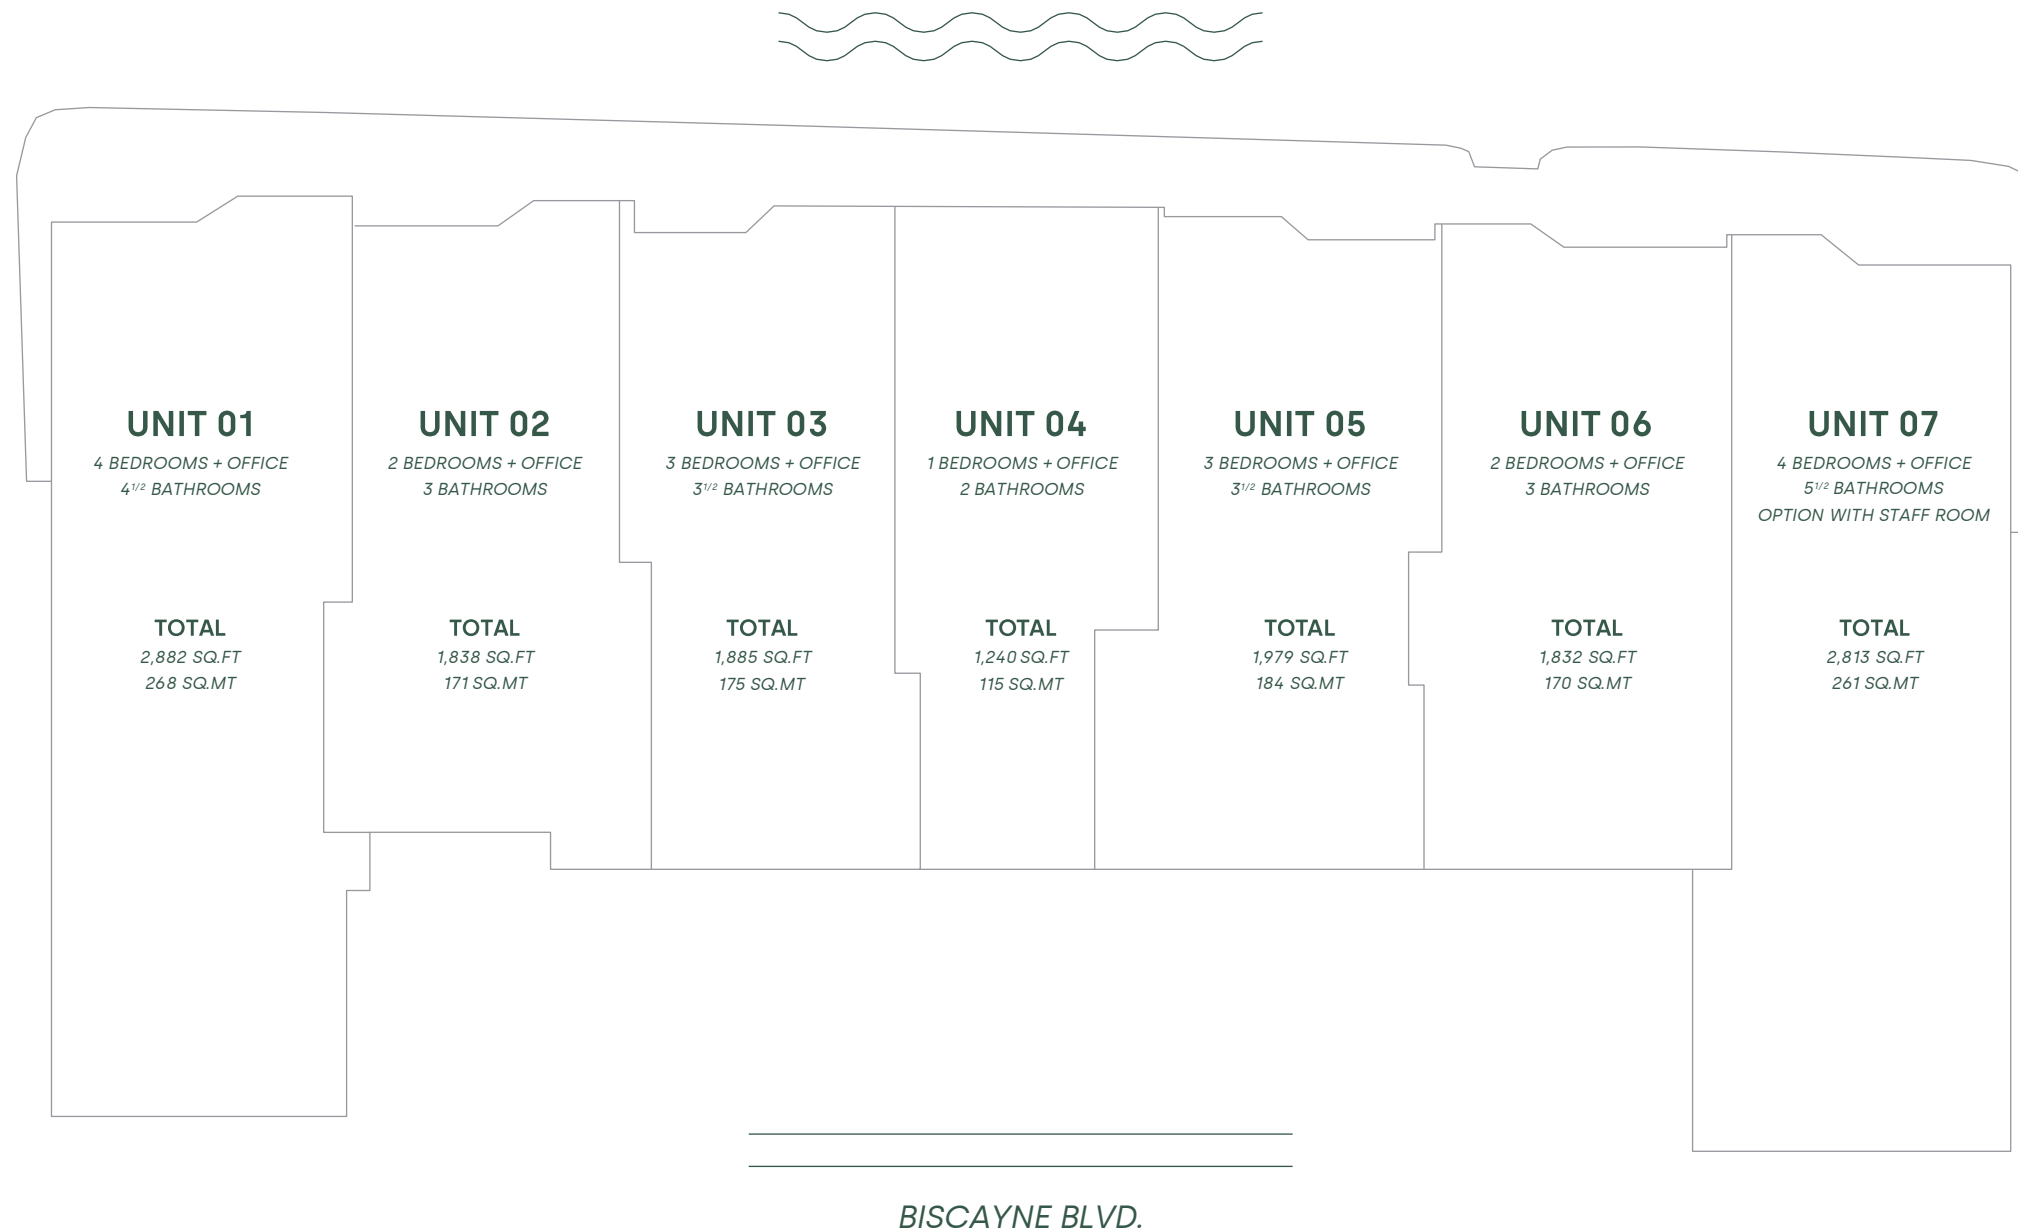 UNIT 01
4 BEDROOMS + OFFICE
4 1/2 BATHROOMS
TOTAL
2,882 SQ.FT
268 SQ.MT
UNIT 02
2 BEDROOMS + OFFICE
3 BATHROOMS
TOTAL
1,838 SQ.FT
171 SQ.MT
UNIT 03
3 BEDROOMS + OFFICE
3 1/2 BATHROOMS
TOTAL
1,885 SQ.FT
175 SQ.MT
UNIT 04
1 BEDROOMS + OFFICE
2 BATHROOMS
TOTAL
1,240 SQ.FT
115 SQ.MT
UNIT 05
3 BEDROOMS + OFFICE
3 1/2 BATHROOMS
TOTAL
1,979 SQ.FT
184 SQ.MT
UNIT 06
2 BEDROOMS + OFFICE
3 BATHROOMS
TOTAL
1,832 SQ.FT
170 SQ.MT
UNIT 07
4 BEDROOMS + OFFICE
5 1/2 BATHROOMS
OPTION WITH STAFF ROOM
TOTAL
2,813 SQ.FT
261 SQ.MT
BISCAYNE BLVD.